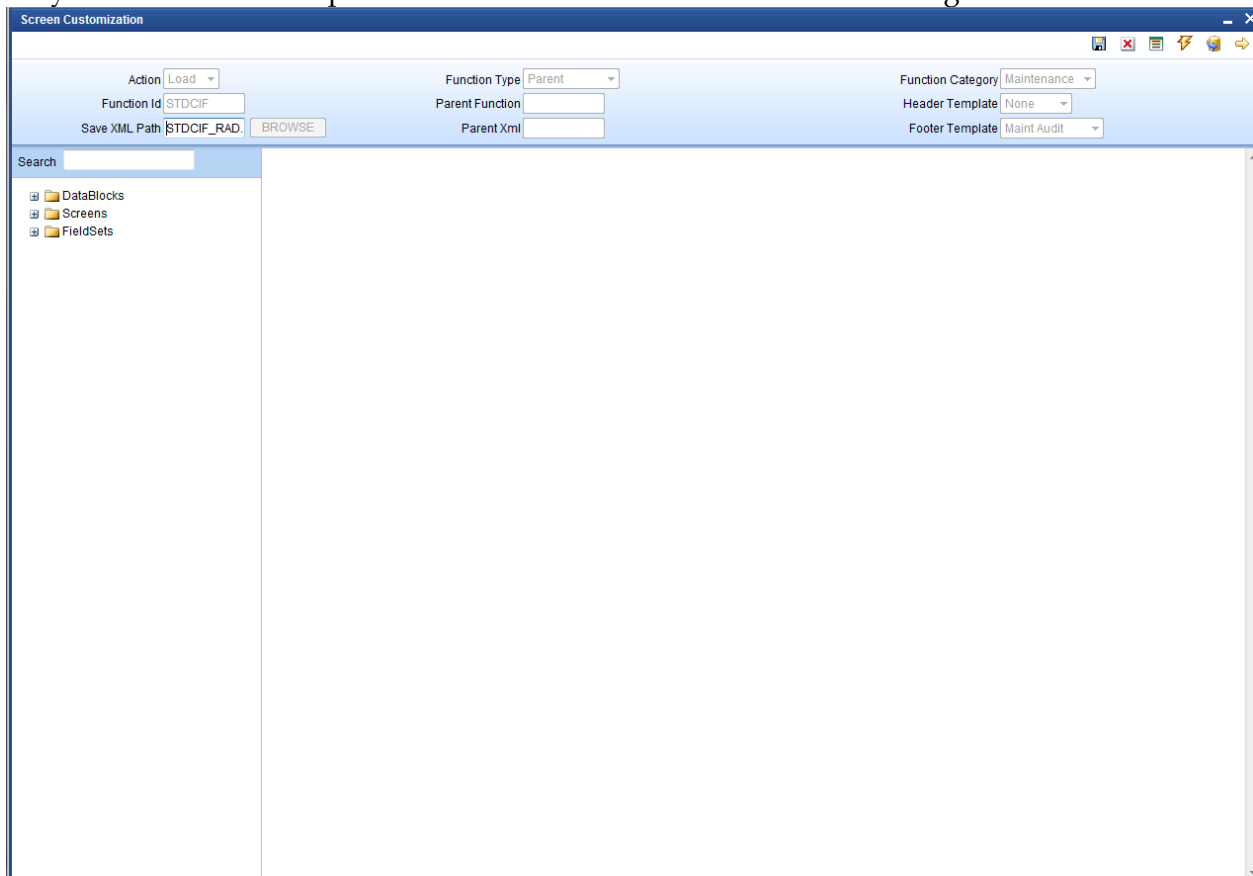 Screen Customization
Action Load Function Type Parent Function Category Maintenance
Function Id STDCIF Parent Function Header Template None
Save XML Path STDCIF_RAD. BROWSE Parent Xml Footer Template Maint Audit
Search
DataBlocks
Screens
FieldSets